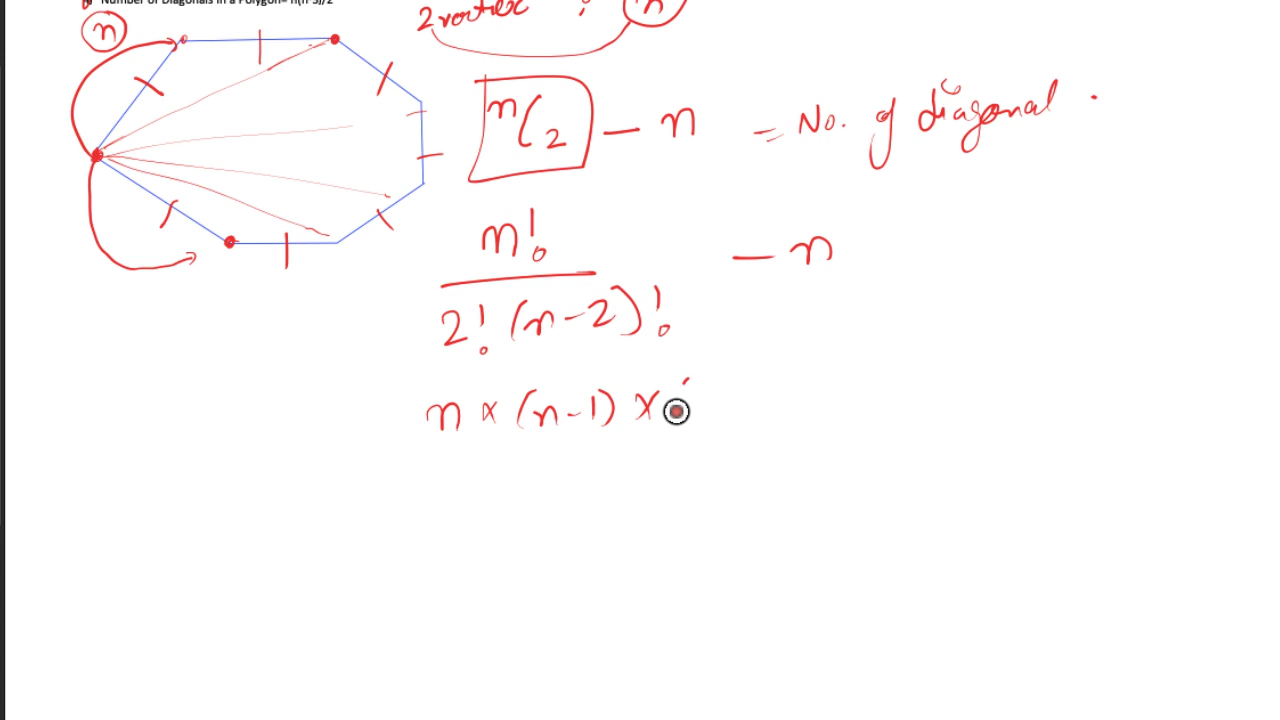 Number of Diagonals in a Polygon= n(n-3)/2
2 vertex : n
n
nC2 - n = No. of diagonal .
n!
- n
2! (n-2)!
n × (n-1) ×